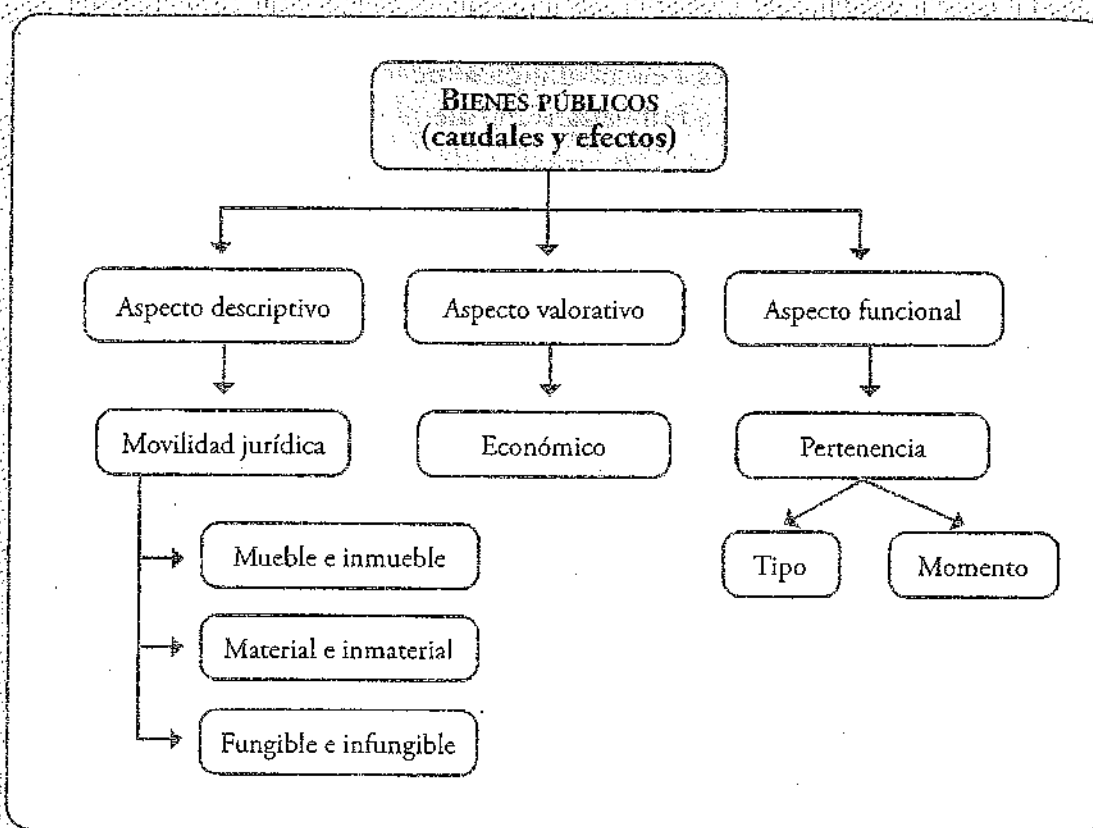 BIENES PÚBLICOS
(caudales y efectos)
Aspecto descriptivo
Aspecto valorativo
Aspecto funcional
Movilidad jurídica
Económico
Pertenencia
Mueble e inmueble
Tipo
Momento
Material e inmaterial
Fungible e infungible